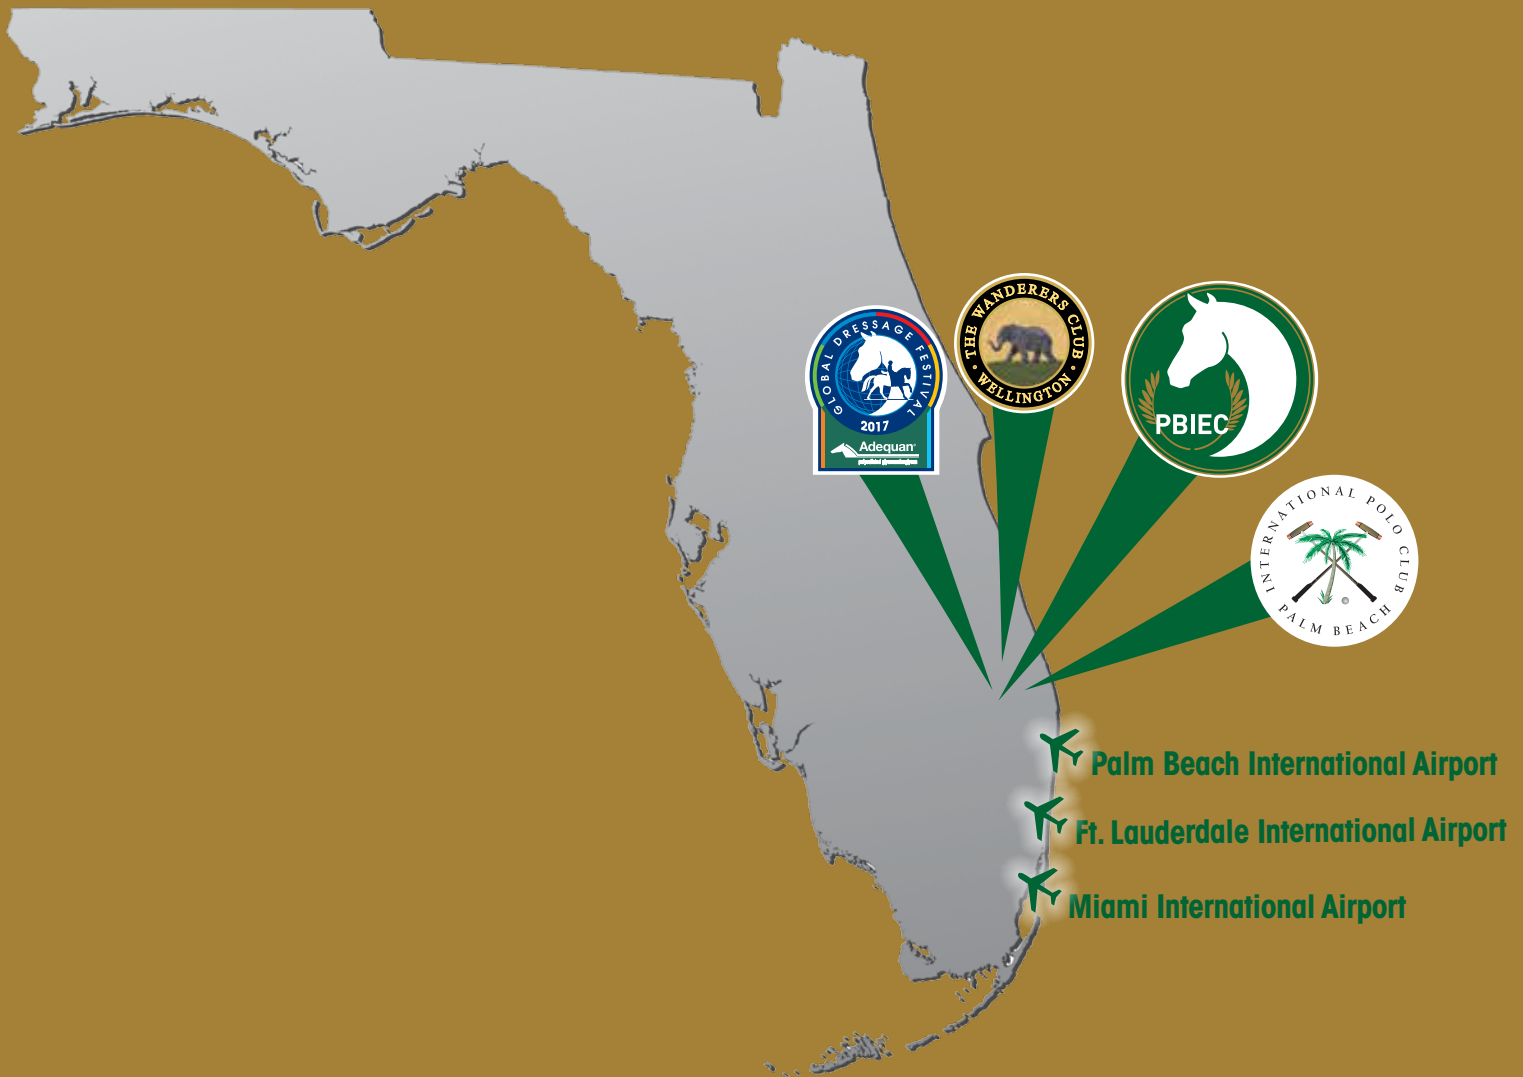 GLOBAL DRESSAGE FESTIVAL
2017
Adequan®
THE WANDERERS CLUB
• WELLINGTON •
PBIEC
INTERNATIONAL POLO CLUB
PALM BEACH
Palm Beach International Airport
Ft. Lauderdale International Airport
Miami International Airport